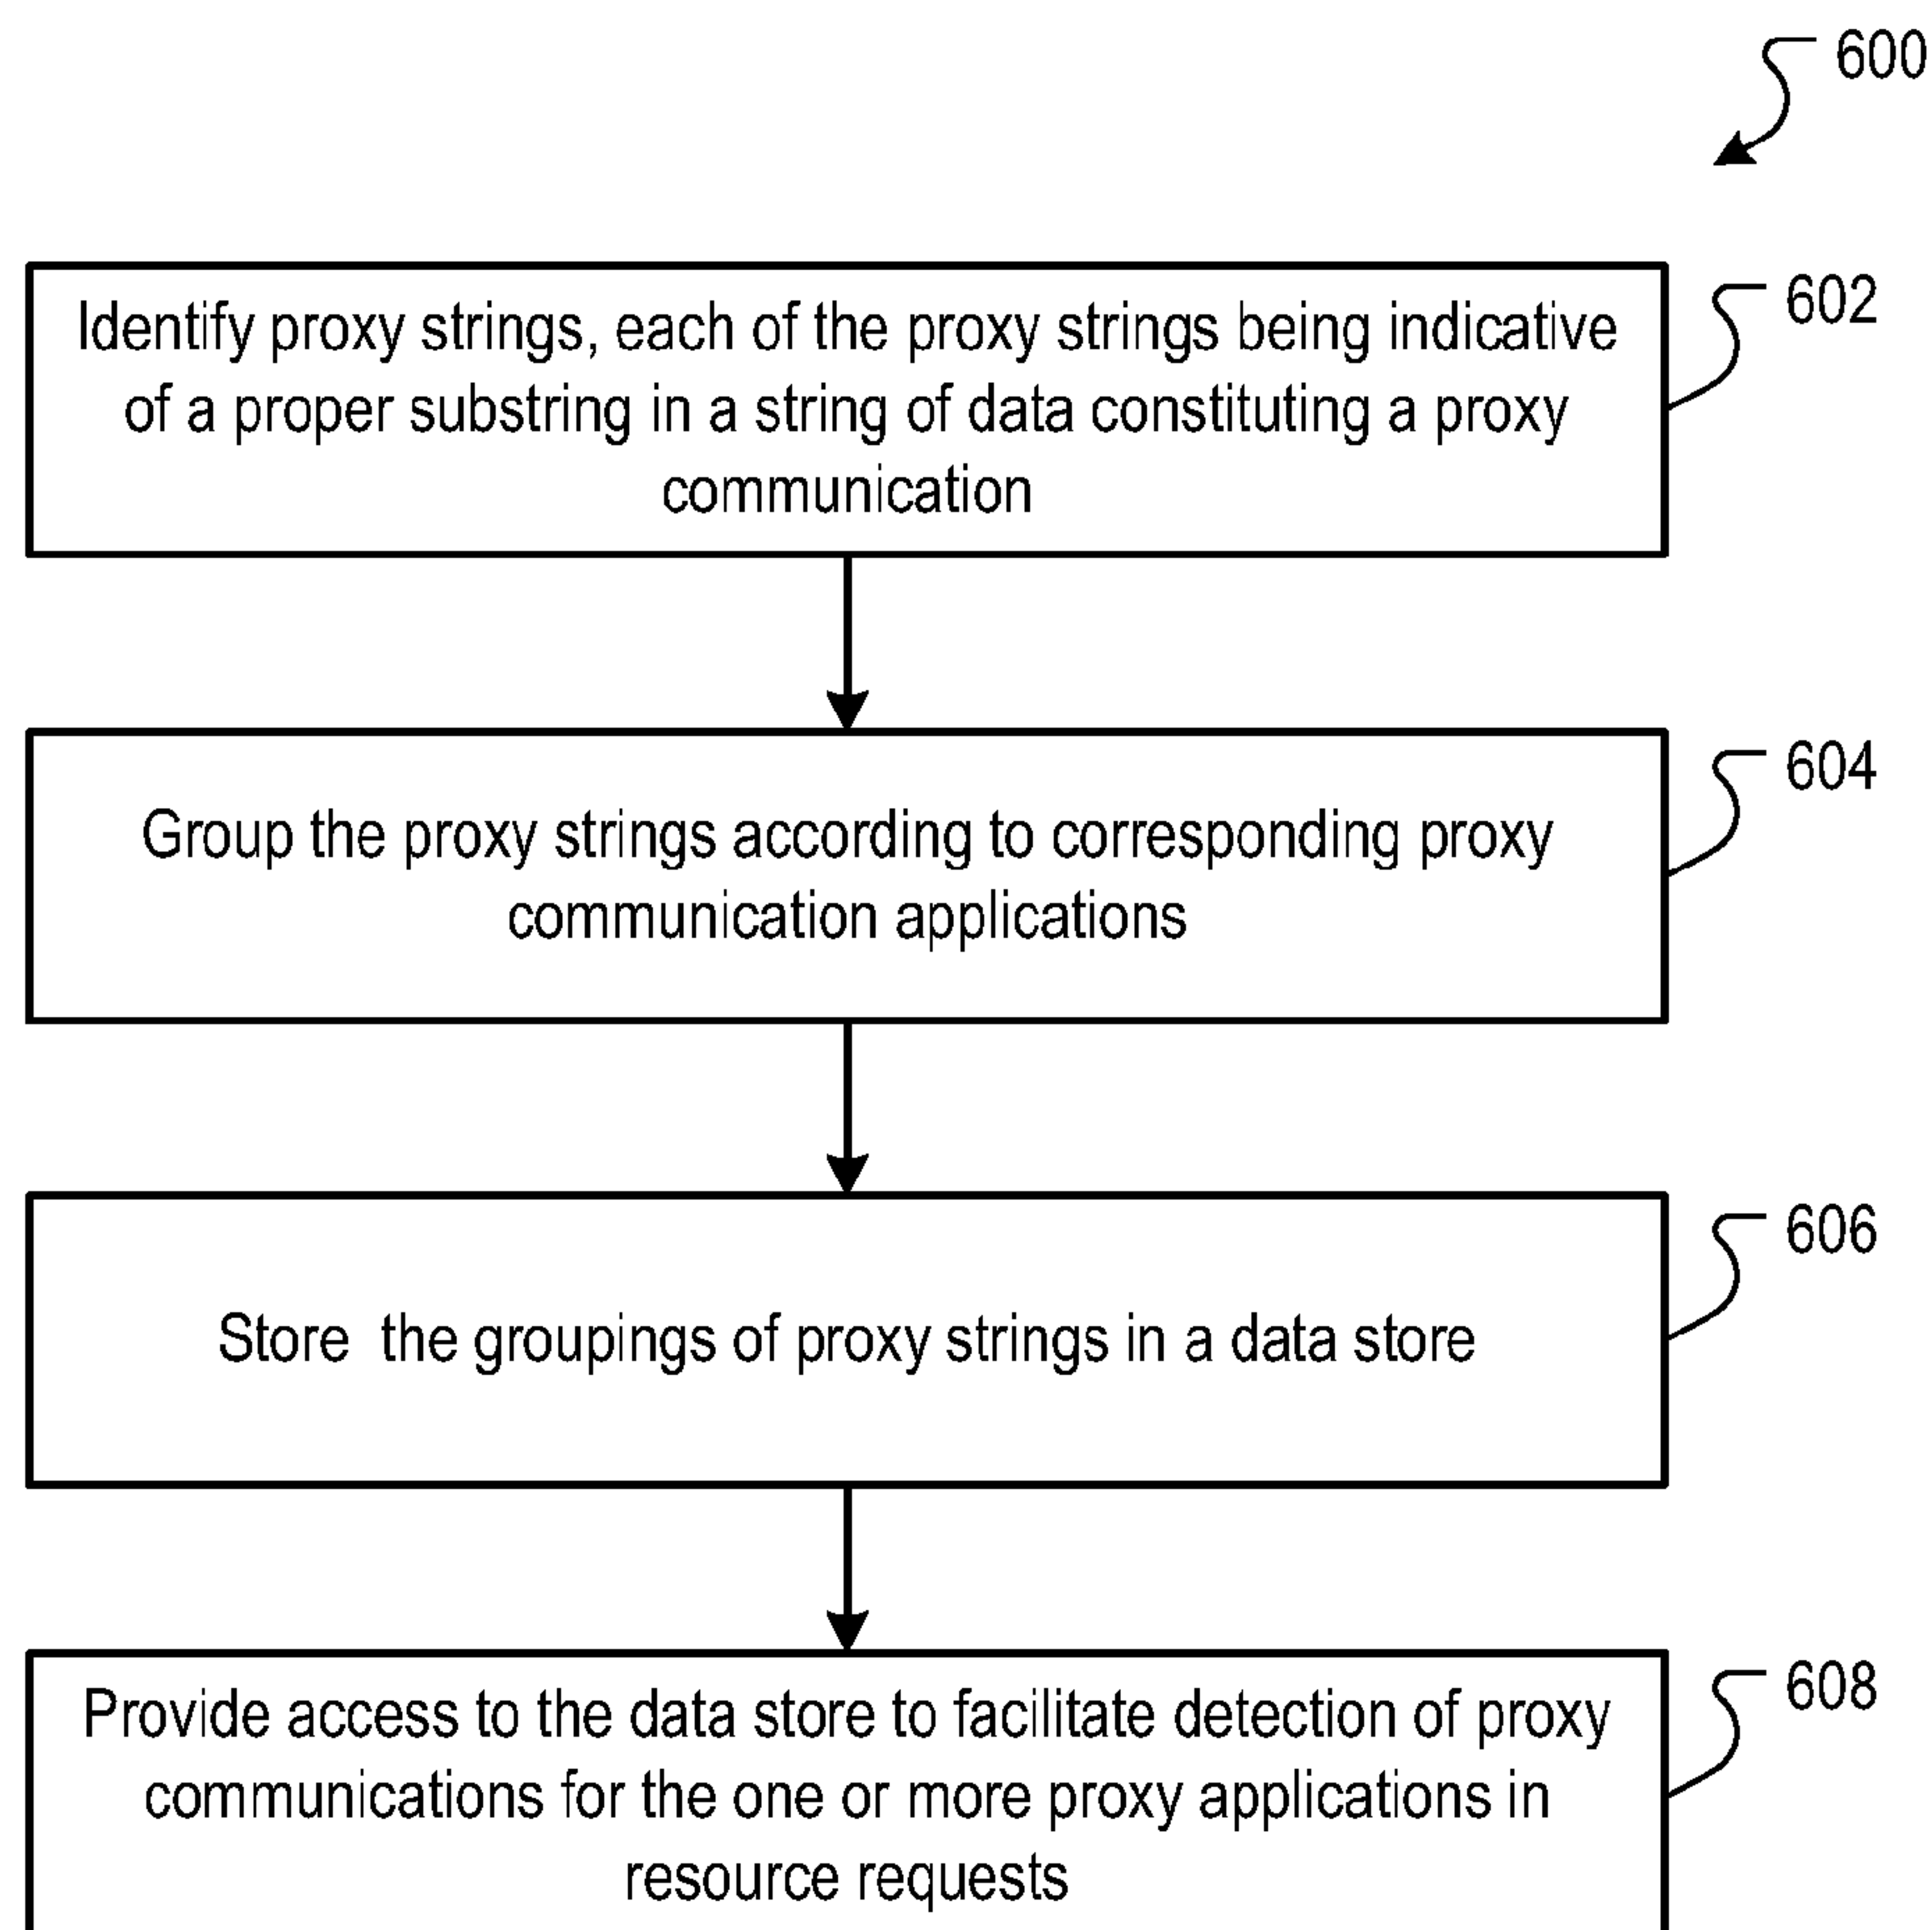 600
Identify proxy strings, each of the proxy strings being indicative
of a proper substring in a string of data constituting a proxy
communication
602
Group the proxy strings according to corresponding proxy
communication applications
604
Store the groupings of proxy strings in a data store
606
Provide access to the data store to facilitate detection of proxy
communications for the one or more proxy applications in
resource requests
608